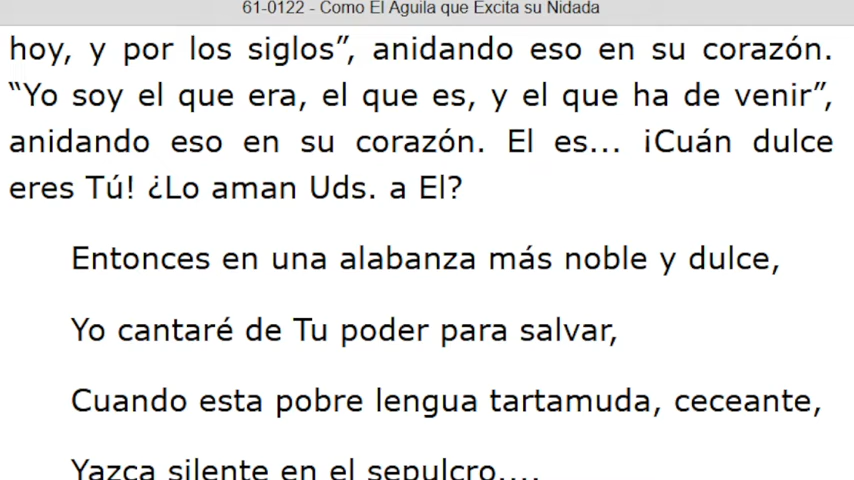 61-0122 - Como El Aguila que Excita su Nidada
hoy, y por los siglos”, anidando eso en su corazón.
“Yo soy el que era, el que es, y el que ha de venir”,
anidando eso en su corazón. El es... ¡Cuán dulce
eres Tú! ¿Lo aman Uds. a El?
Entonces en una alabanza más noble y dulce,
Yo cantaré de Tu poder para salvar,
Cuando esta pobre lengua tartamuda, ceceante,
Yazca silente en el sepulcro....